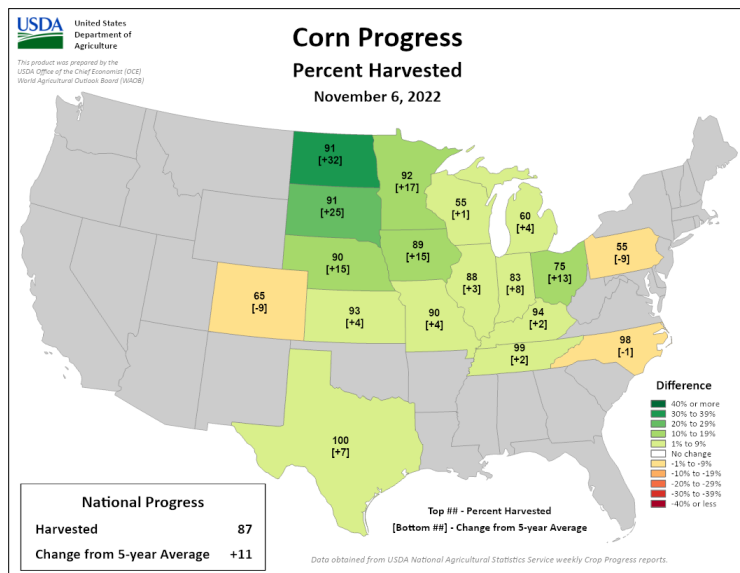 USDA
United States
Department of
Agriculture
This product was prepared by the
USDA Office of the Chief Economist (OCE)
World Agricultural Outlook Board (WAOB)
Corn Progress
Percent Harvested
November 6, 2022
91
[+32]
92
[+17]
91
[+25]
55
[+1]
60
[+4]
90
[+15]
89
[+15]
88
[+3]
83
[+8]
75
[+13]
55
[-9]
65
[-9]
93
[+4]
90
[+4]
94
[+2]
99
[+2]
98
[-1]
100
[+7]
Difference
40% or more
30% to 39%
20% to 29%
10% to 19%
1% to 9%
No change
-1% to -9%
-10% to -19%
-20% to -29%
-30% to -39%
-40% or less
National Progress
Harvested 87
Change from 5-year Average +11
Top ## - Percent Harvested
[Bottom ##] - Change from 5-year Average
Data obtained from USDA National Agricultural Statistics Service weekly Crop Progress reports.